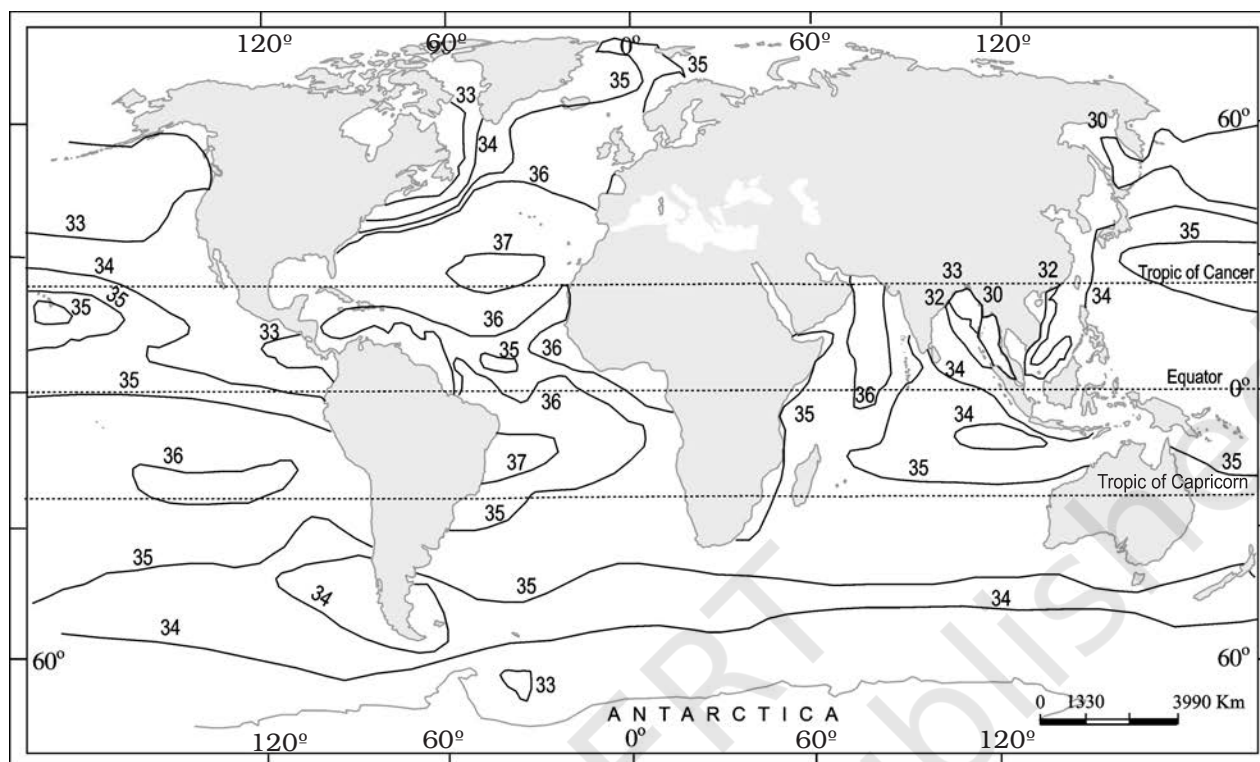 120º 60º 0º 60º 120º
35 35
33
30 60º
34
36
35
37
33 32 Tropic of Cancer
34
35 35 32 30 34
36
33 35 36
34
35 Equator
36 36 0º
35 34
36 37
35 35
Tropic of Capricorn
35
35 35
34 34
34
60º 60º
33
0 1330 3990 Km
ANTARCTICA
120º 60º 0º 60º 120º